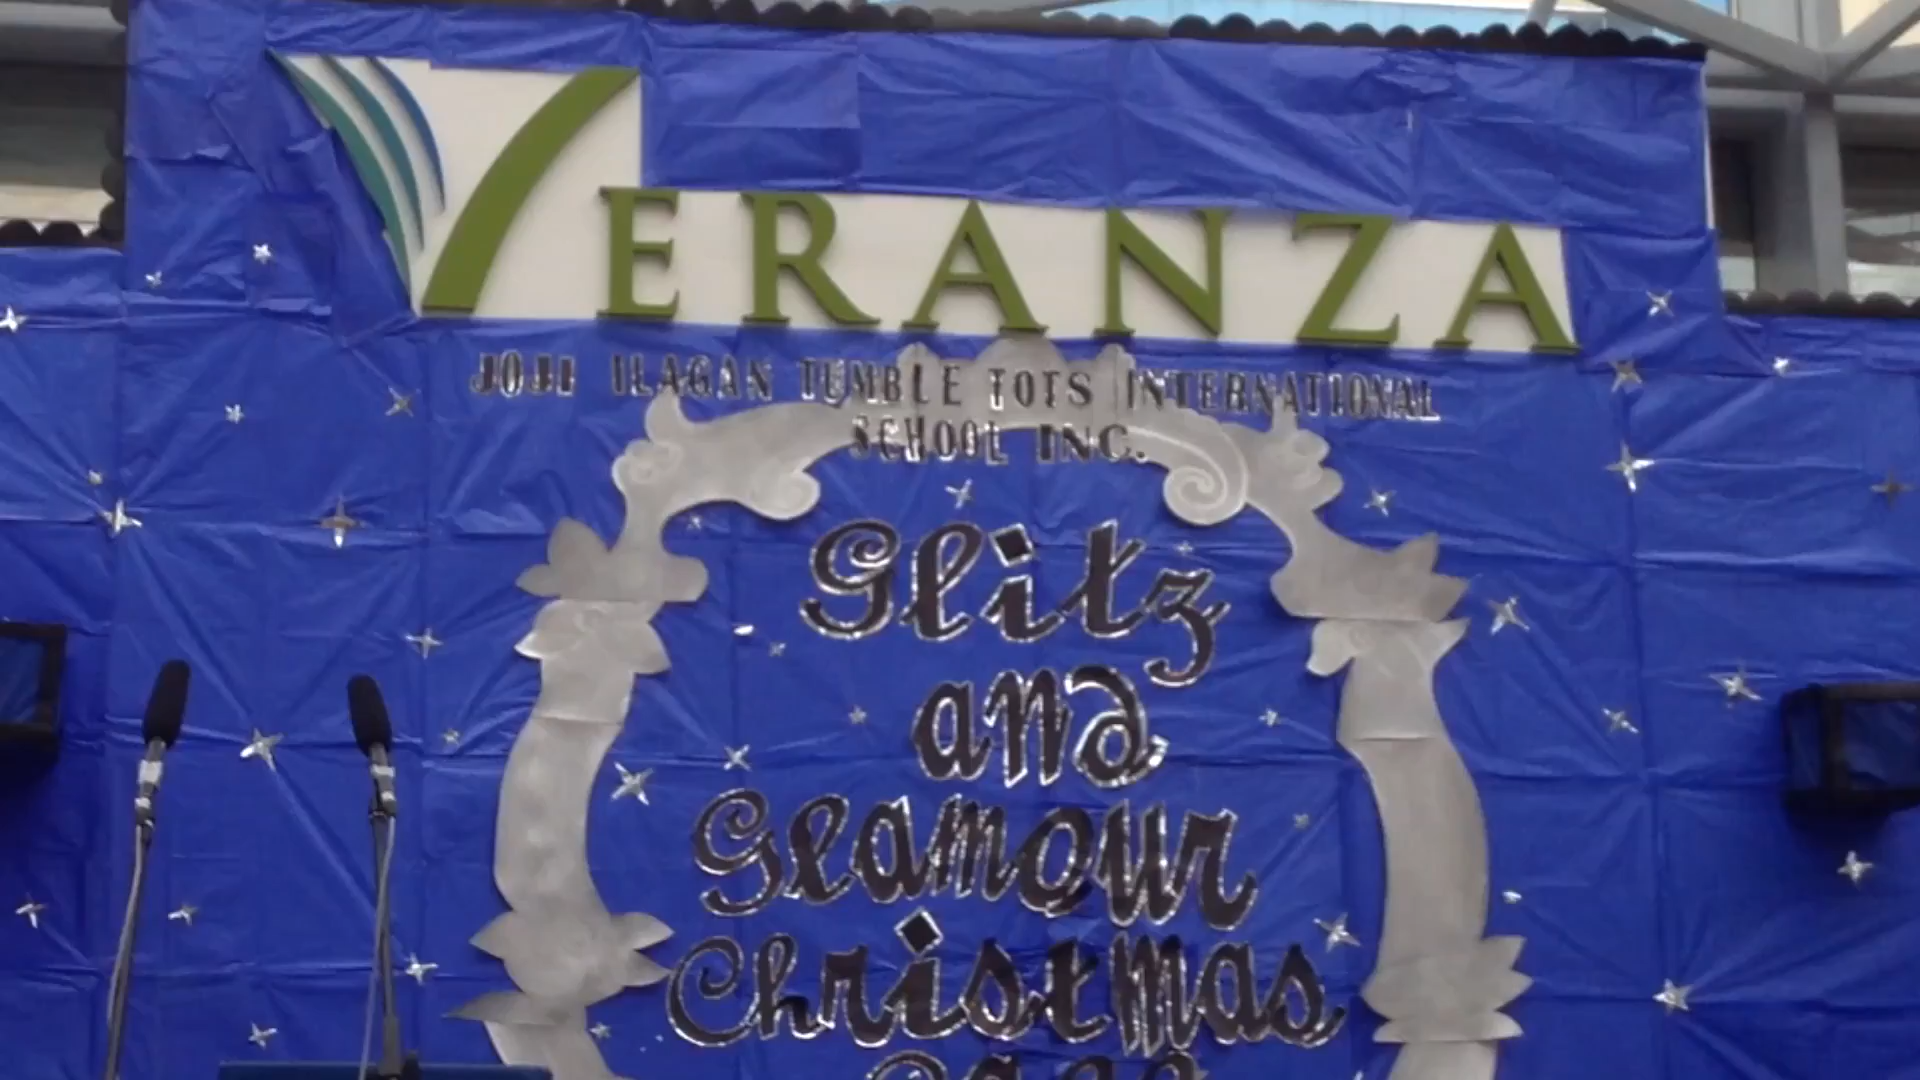 VERANZA
JOJI ILAGAN TUMBLE TOTS INTERNATIONAL
SCHOOL INC.
Glitz
and
Glamour
Christmas